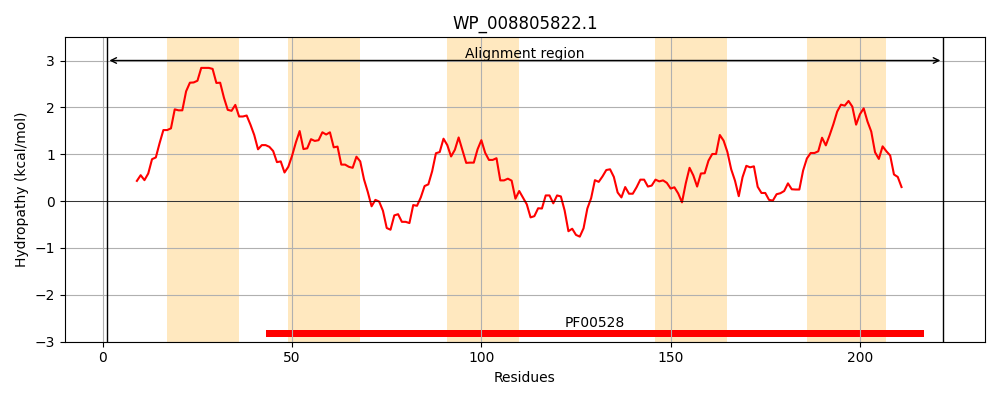 WP_008805822.1
Alignment region
3
2
1
0
−1
−2
−3
Hydropathy (kcal/mol)
PF00528
0
50
100
150
200
Residues